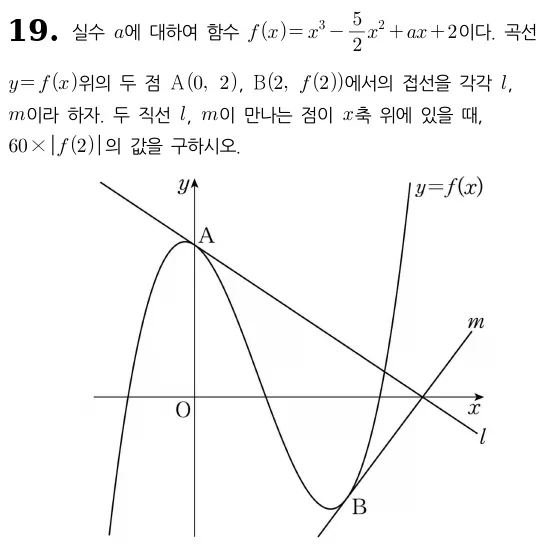 19. 실수 a에 대하여 함수 f(x)=x³-5/2x²+ax+2이다. 곡선
y=f(x)위의 두 점 A(0, 2), B(2, f(2))에서의 접선을 각각 l,
m이라 하자. 두 직선 l, m이 만나는 점이 x축 위에 있을 때,
60×|f(2)|의 값을 구하시오.
y
y=f(x)
A
m
O
x
l
B